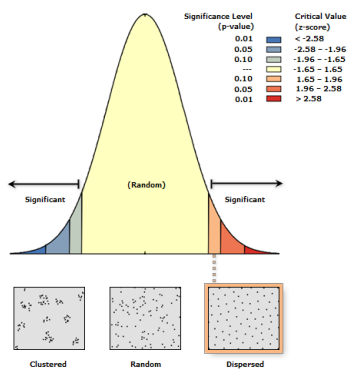 Significance Level Critical Value
(p-value) (z-score)
0.01 < -2.58
0.05 -2.58 – -1.96
0.10 -1.96 – -1.65
--- -1.65 – 1.65
0.10 1.65 – 1.96
0.05 1.96 – 2.58
0.01 > 2.58
(Random)
Significant Significant
Clustered Random Dispersed